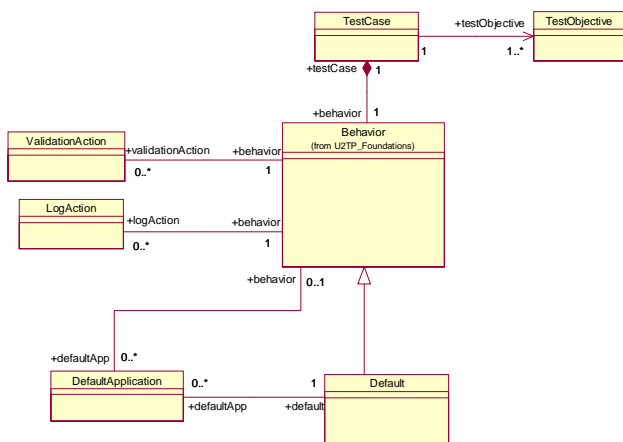 TestCase
TestObjective
+testObjective
1
1..*
+testCase
1
+behavior
1
Behavior
(from U2TP_Foundations)
ValidationAction
+validationAction
+behavior
0..*
1
LogAction
+logAction
+behavior
0..*
1
+behavior
0..1
+defaultApp
0..*
DefaultApplication
0..*
1
+defaultApp
+default
Default